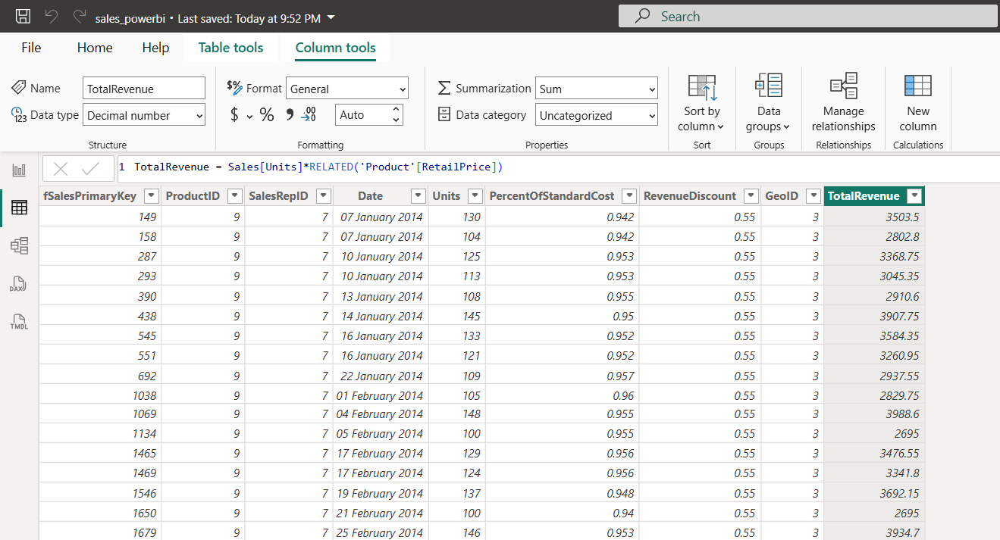 sales_powerbi • Last saved: Today at 9:52 PM
Search
File Home Help Table tools Column tools
Name TotalRevenue
Data type Decimal number
Structure
Format General
$ % Auto
Formatting
Summarization Sum
Data category Uncategorized
Properties
Sort by
column
Sort
Data
groups
Groups
Manage
relationships
Relationships
New
column
Calculations
1 TotalRevenue = Sales[Units]*RELATED('Product'[RetailPrice])
fSalesPrimaryKey ProductID SalesRepID Date Units PercentOfStandardCost RevenueDiscount GeoID TotalRevenue
149 9 7 07 January 2014 130 0.942 0.55 3 3503.5
158 9 7 07 January 2014 104 0.942 0.55 3 2802.8
287 9 7 10 January 2014 125 0.953 0.55 3 3368.75
293 9 7 10 January 2014 113 0.953 0.55 3 3045.35
390 9 7 13 January 2014 108 0.955 0.55 3 2910.6
438 9 7 14 January 2014 145 0.95 0.55 3 3907.75
545 9 7 16 January 2014 133 0.952 0.55 3 3584.35
551 9 7 16 January 2014 121 0.952 0.55 3 3260.95
692 9 7 22 January 2014 109 0.957 0.55 3 2937.55
1038 9 7 01 February 2014 105 0.96 0.55 3 2829.75
1069 9 7 04 February 2014 148 0.955 0.55 3 3988.6
1134 9 7 05 February 2014 100 0.955 0.55 3 2695
1465 9 7 17 February 2014 129 0.956 0.55 3 3476.55
1469 9 7 17 February 2014 124 0.956 0.55 3 3341.8
1546 9 7 19 February 2014 137 0.948 0.55 3 3692.15
1650 9 7 21 February 2014 100 0.94 0.55 3 2695
1679 9 7 25 February 2014 146 0.953 0.55 3 3934.7
DAX
TMDL